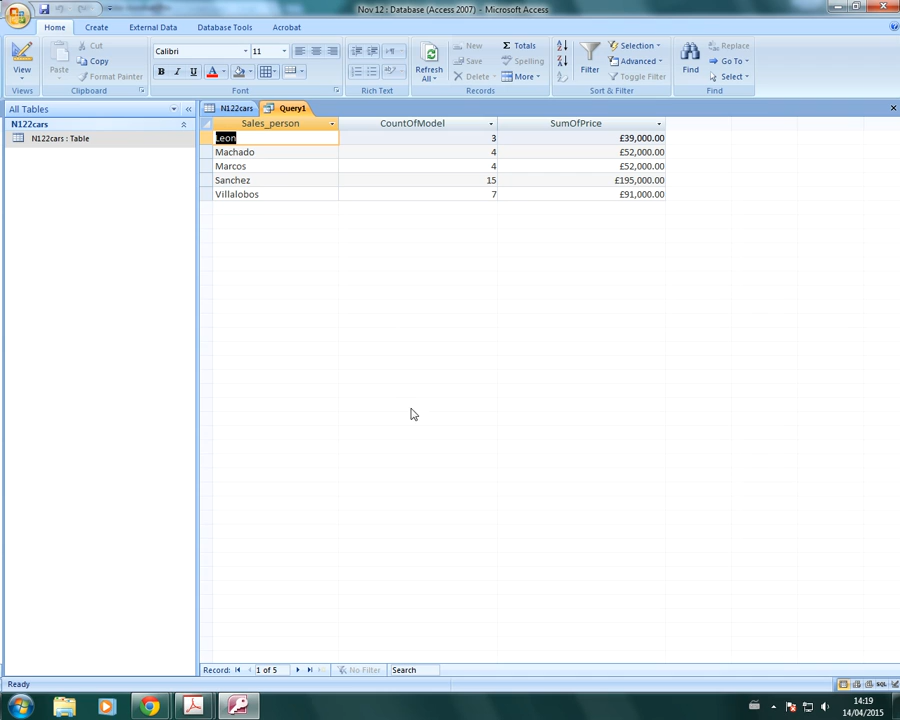 Nov 12 : Database (Access 2007) - Microsoft Access
Home Create External Data Database Tools Acrobat
View
Views
Paste
Cut
Copy
Format Painter
Clipboard
Calibri 11
B I U A
Font
Rich Text
Refresh All
New
Save
Delete
Totals
Spelling
More
Records
Filter
Selection
Advanced
Toggle Filter
Sort & Filter
Find
Replace
Go To
Select
Find
All Tables
N122cars
N122cars : Table
N122cars Query1
Sales_person CountOfModel SumOfPrice
Leon 3 £39,000.00
Machado 4 £52,000.00
Marcos 4 £52,000.00
Sanchez 15 £195,000.00
Villalobos 7 £91,000.00
Record: 1 of 5 No Filter Search
Ready
SQL
14:19
14/04/2015